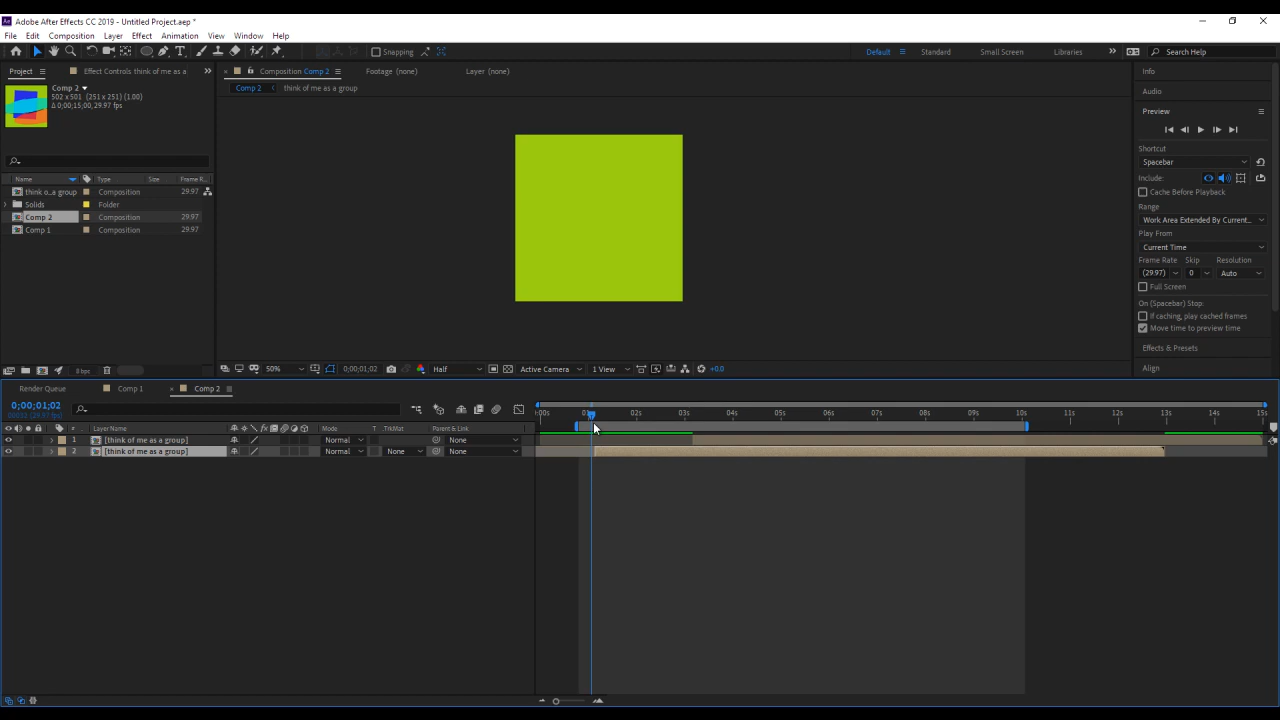 Adobe After Effects CC 2019 - Untitled Project.aep *
File Edit Composition Layer Effect Animation View Window Help
Snapping Default Standard Small Screen Libraries Search Help
Project Effect Controls think of me as a Composition Comp 2 Footage (none) Layer (none) Info
Comp 2 think of me as a group
Comp 2
502 x 501 (251 x 251) (1.00)
Δ 0;00;15;00, 29.97 fps
Audio
Preview
Shortcut
Spacebar
Include:
Cache Before Playback
Range
Work Area Extended By Current...
Play From
Current Time
Frame Rate Skip Resolution
(29.97) 0 Auto
Full Screen
On (Spacebar) Stop:
If caching, play cached frames
Move time to preview time
Effects & Presets
Align
Name Type Size Frame R...
think o...a group Composition 29.97
Solids Folder
Comp 2 Composition 29.97
Comp 1 Composition 29.97
8 bpc 50% 0;00;01;02 Half Active Camera 1 View +0.0
Render Queue Comp 1 Comp 2
0;00;01;02
00032 (29.97 fps)
:00s 01s 02s 03s 04s 05s 06s 07s 08s 09s 10s 11s 12s 13s 14s 15s
# Layer Name Mode T .TrkMat Parent & Link
1 [think of me as a group] Normal None
2 [think of me as a group] Normal None None